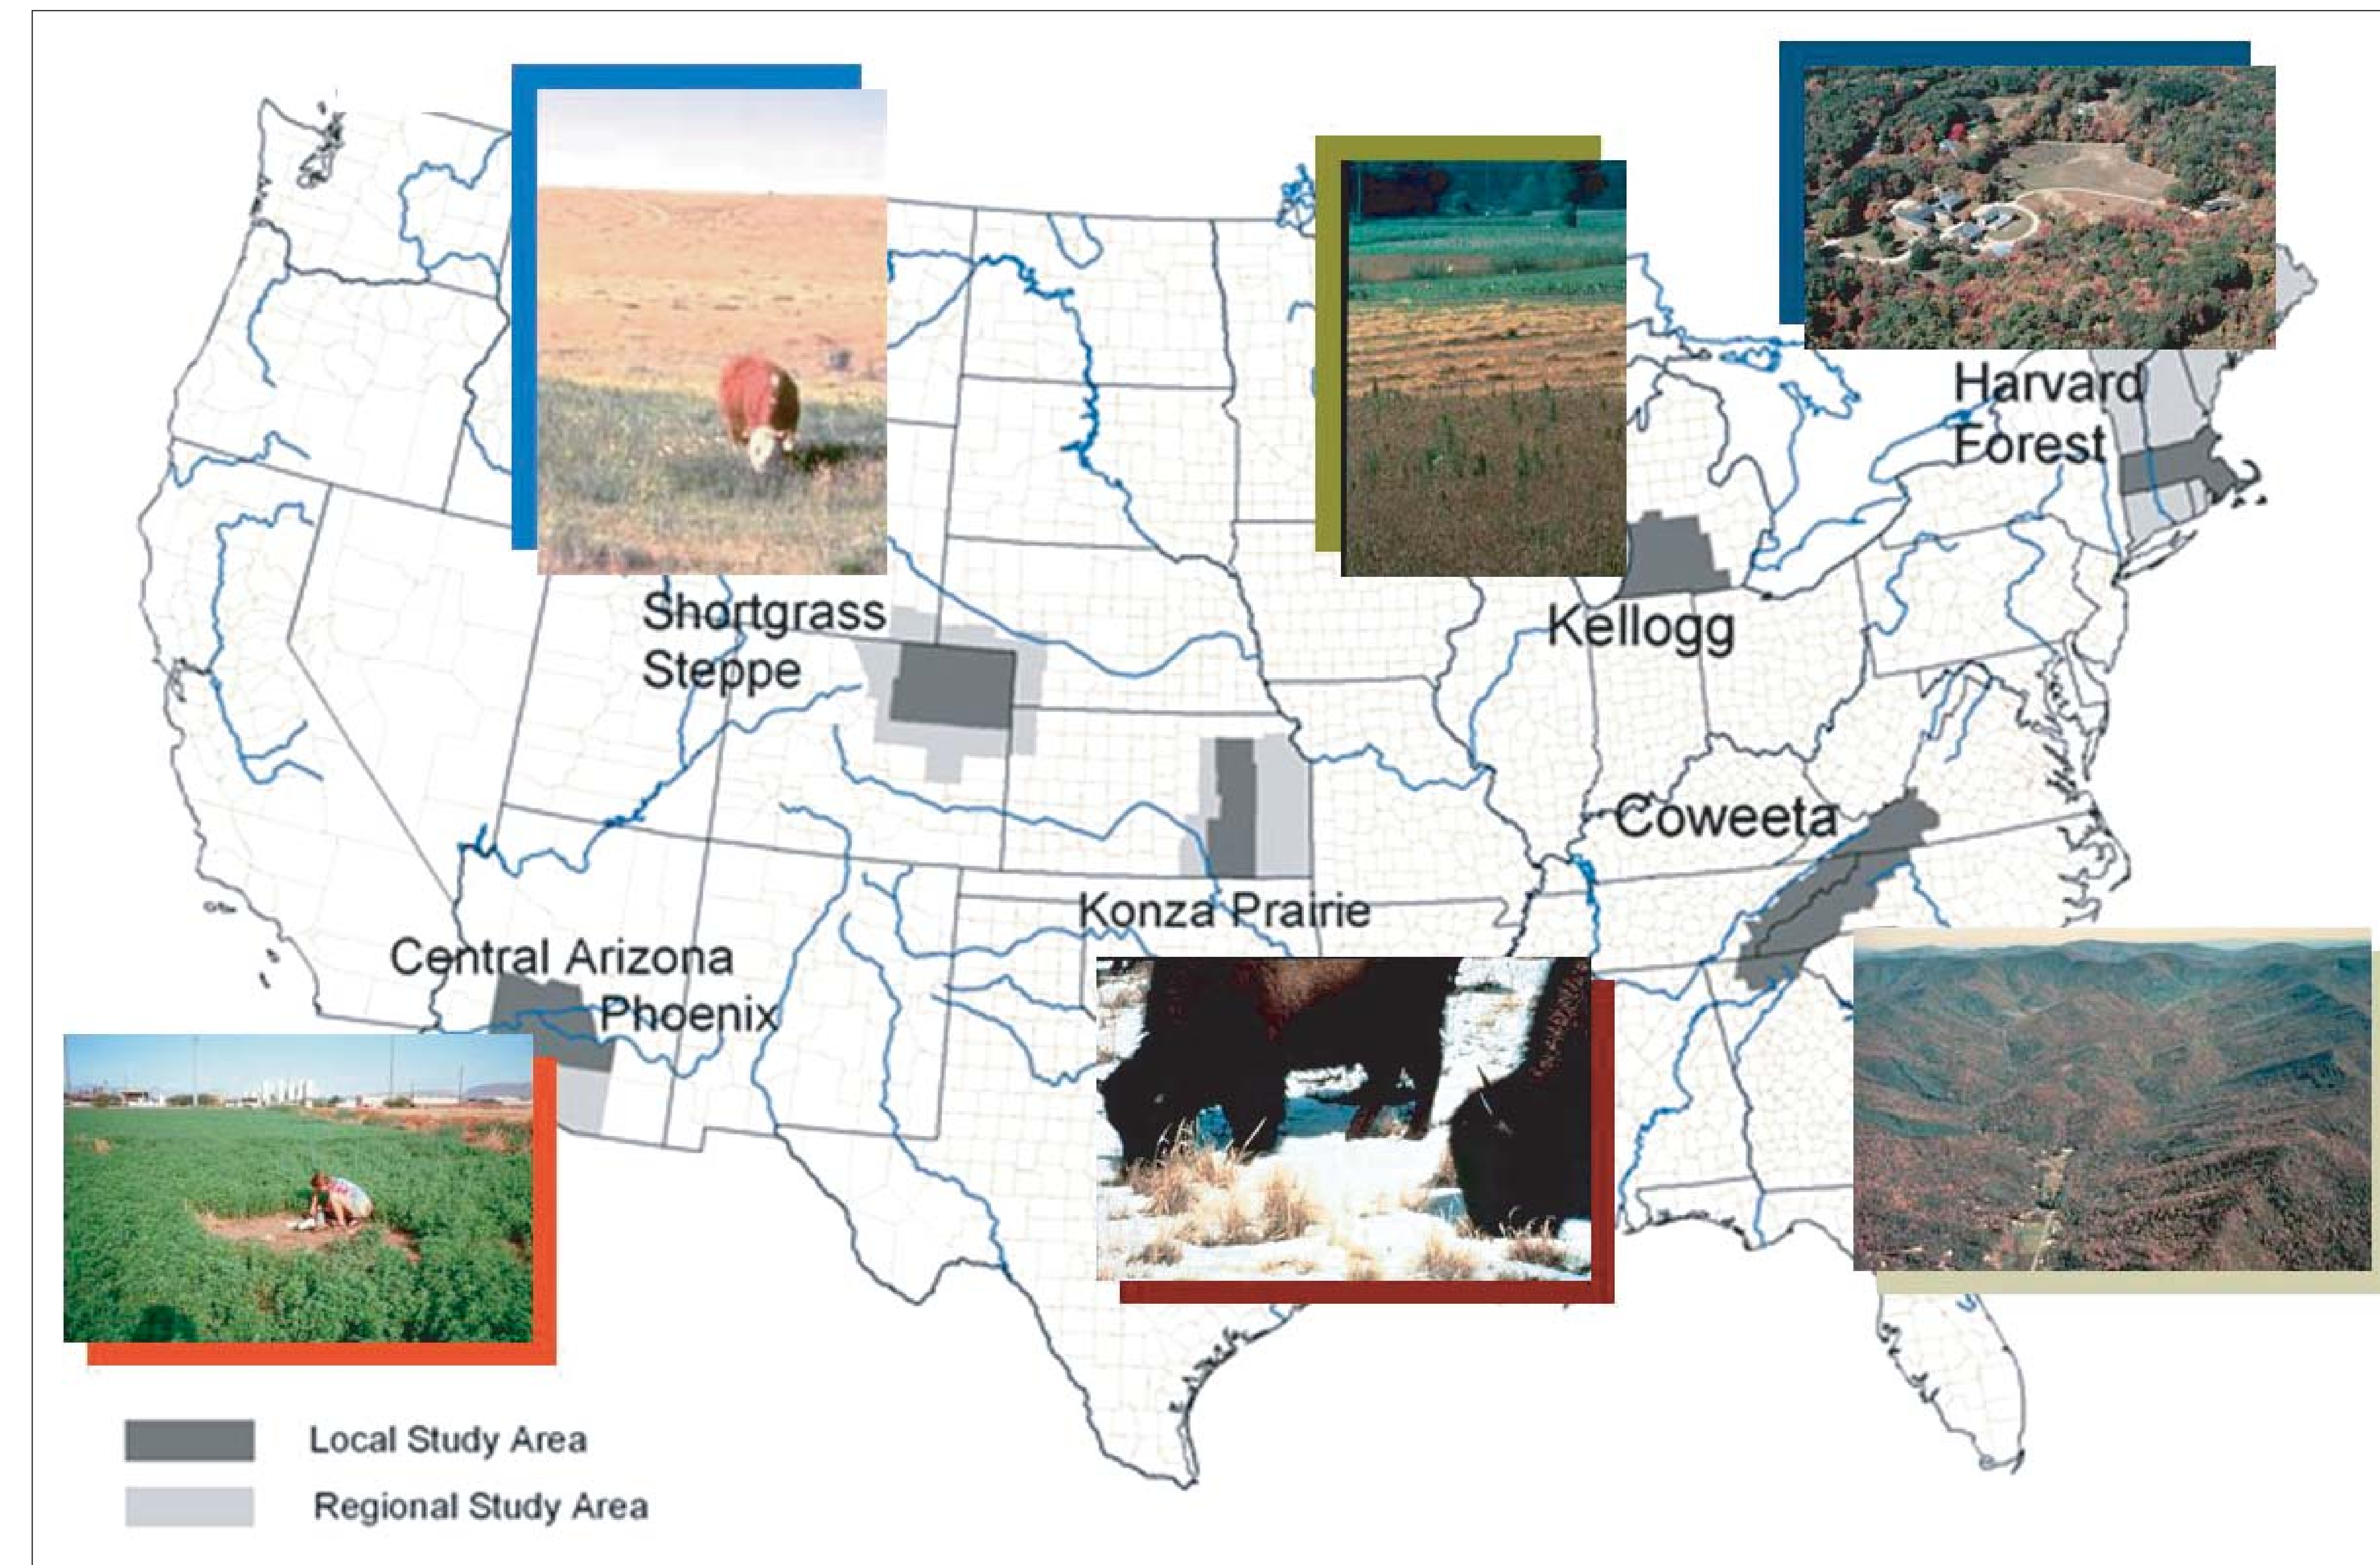 Harvard
Forest
Shortgrass
Steppe
Kellogg
Coweeta
Konza Prairie
Central Arizona
Phoenix
Local Study Area
Regional Study Area